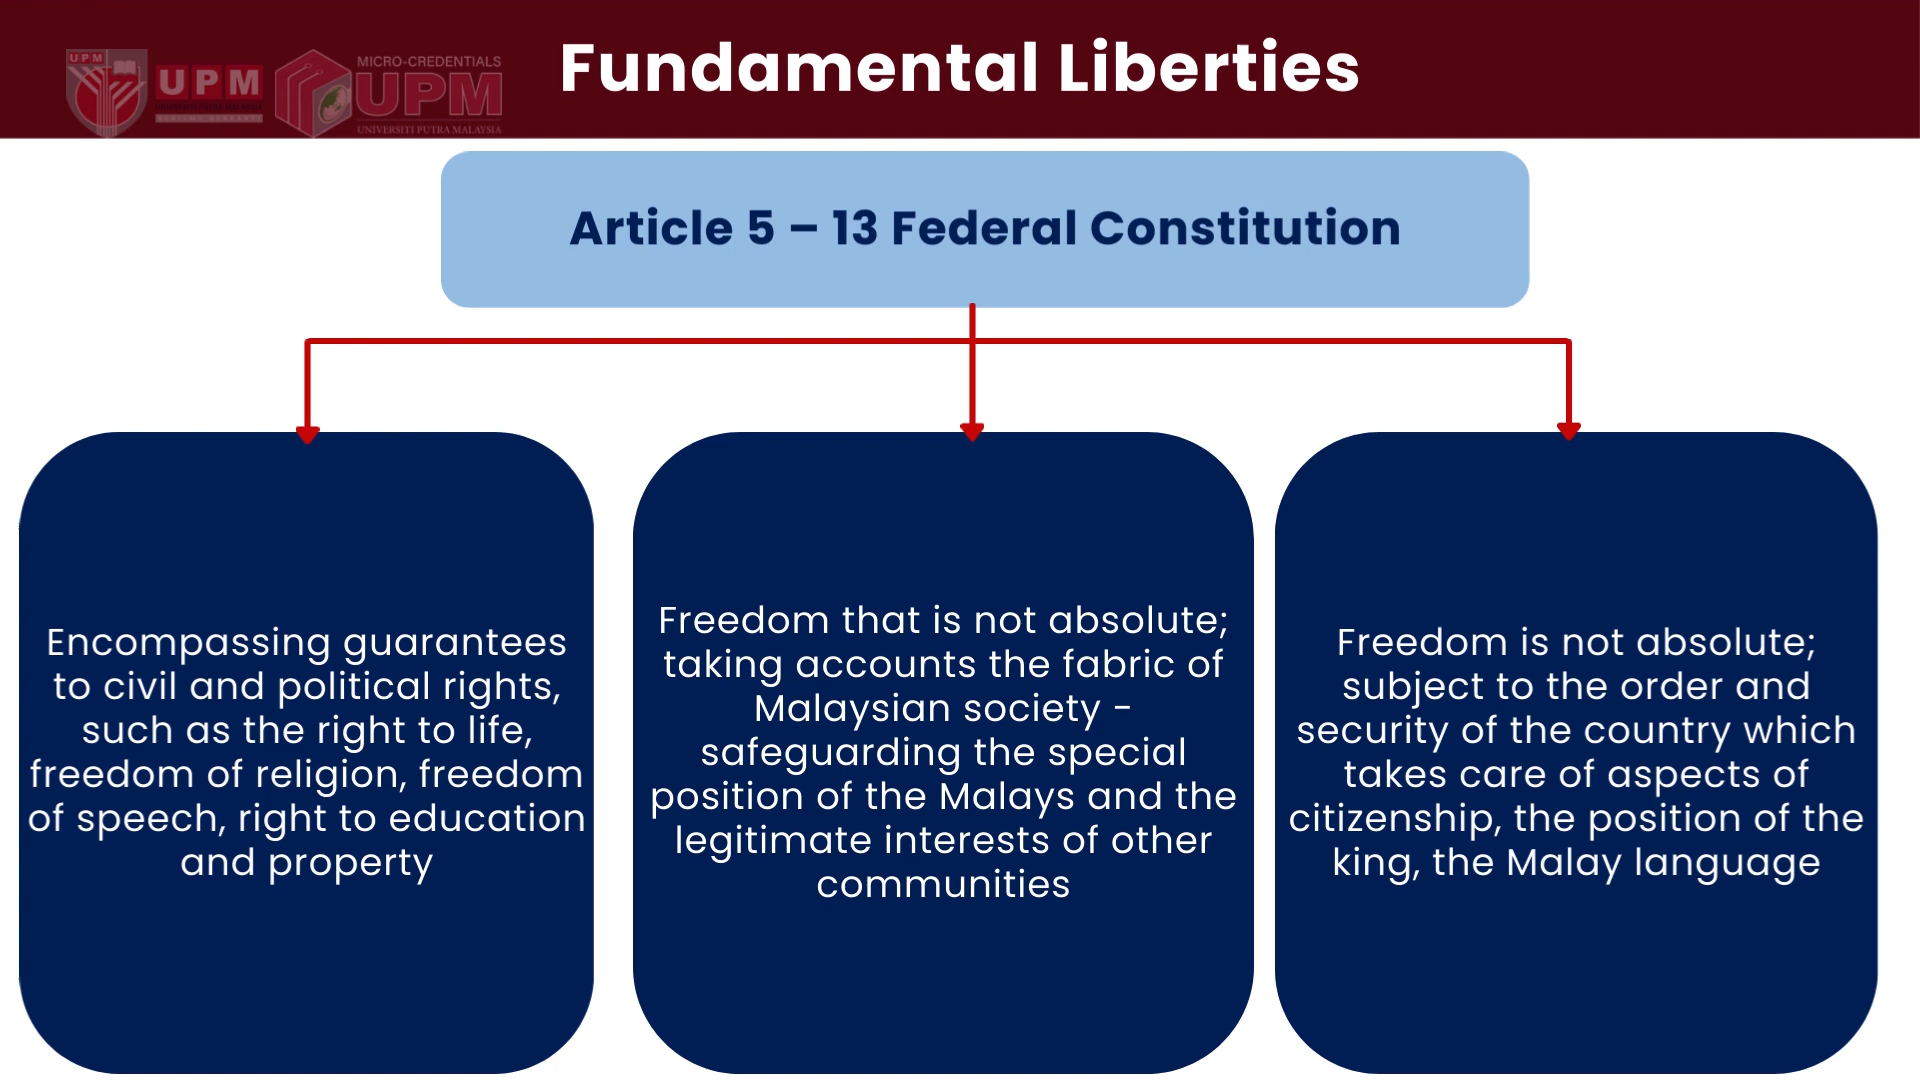 Fundamental Liberties
UPM
UPM
UNIVERSITI PUTRA MALAYSIA
MICRO-CREDENTIALS
UPM
UNIVERSITI PUTRA MALAYSIA
Article 5 – 13 Federal Constitution
Encompassing guarantees
to civil and political rights,
such as the right to life,
freedom of religion, freedom
of speech, right to education
and property
Freedom that is not absolute;
taking accounts the fabric of
Malaysian society -
safeguarding the special
position of the Malays and the
legitimate interests of other
communities
Freedom is not absolute;
subject to the order and
security of the country which
takes care of aspects of
citizenship, the position of the
king, the Malay language